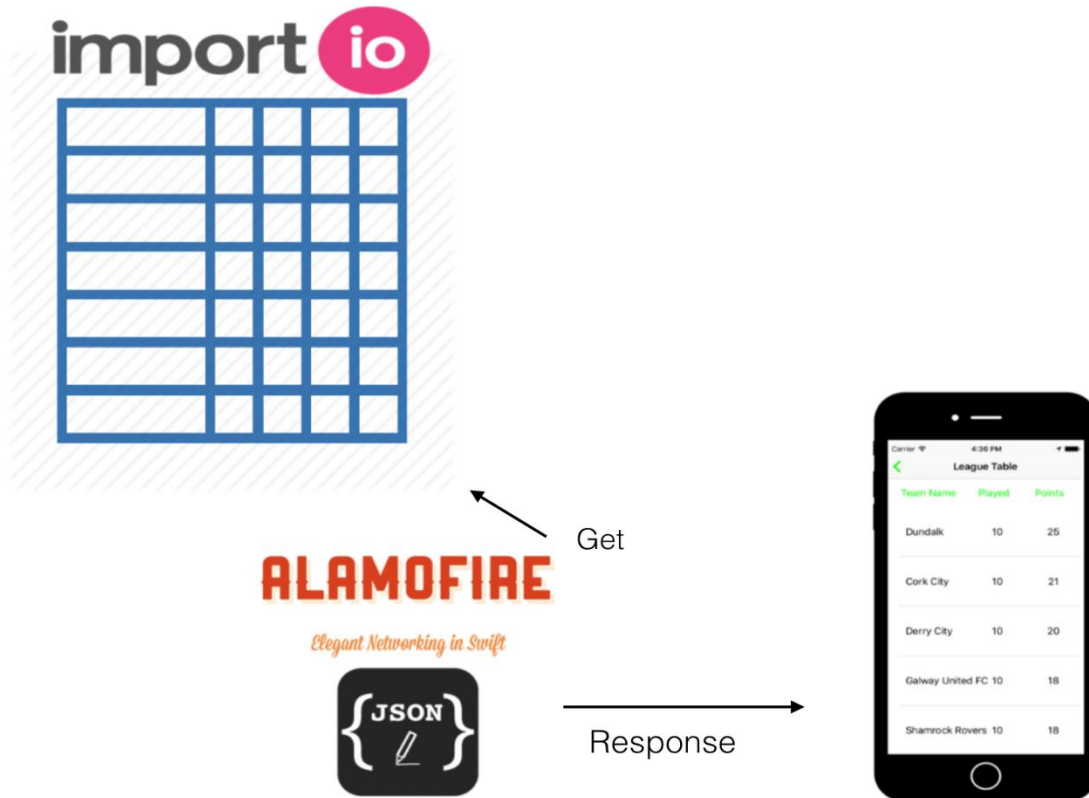 import io
Get
ALAMOFIRE
Elegant Networking in Swift
{JSON}
Response
Carrier 4:20 PM
League Table
Team Name Played Points
Dundalk 10 25
Cork City 10 21
Derry City 10 20
Galway United FC 10 18
Shamrock Rovers 10 18